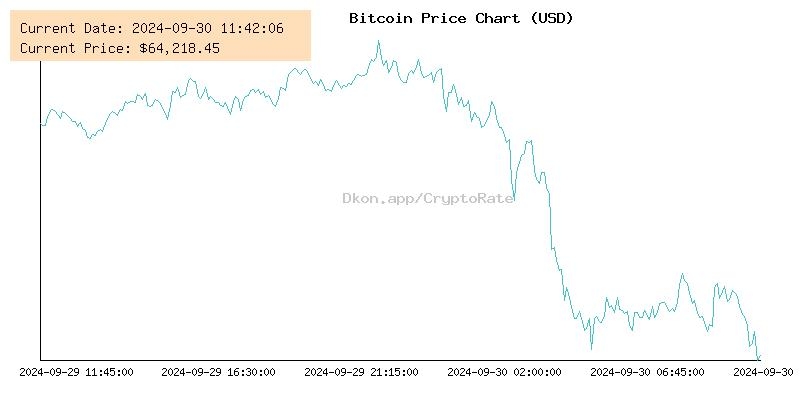 Bitcoin Price Chart (USD)
Current Date: 2024-09-30 11:42:06
Current Price: $64,218.45
Dkon.app/CryptoRate
2024-09-29 11:45:00 2024-09-29 16:30:00 2024-09-29 21:15:00 2024-09-30 02:00:00 2024-09-30 06:45:00 2024-09-30